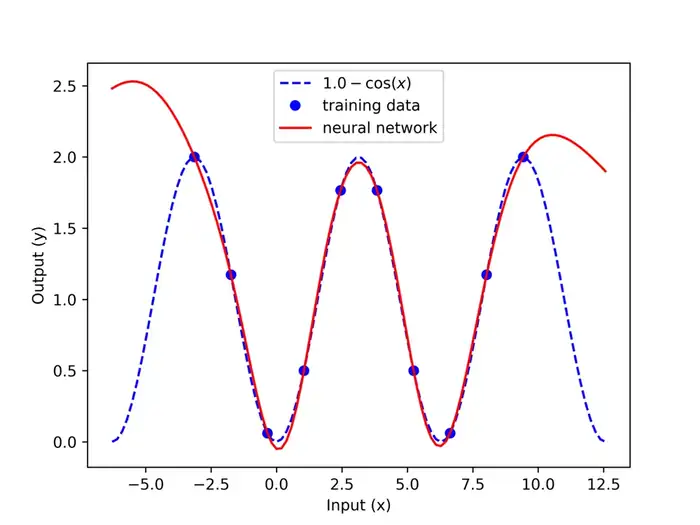 1.0 − cos(x)
training data
neural network
2.5
2.0
1.5
1.0
0.5
0.0
Output (y)
−5.0 −2.5 0.0 2.5 5.0 7.5 10.0 12.5
Input (x)